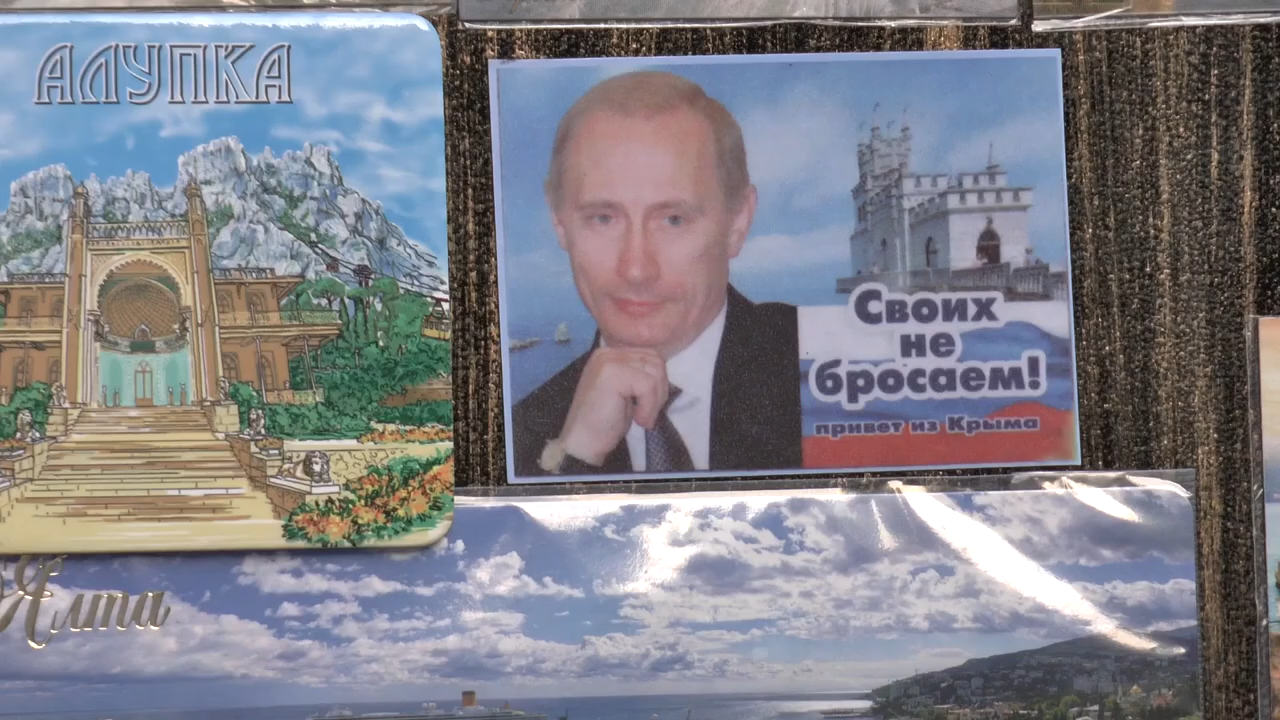 АЛУПКА
Своих
не
бросаем!
привет из Крыма
Ялта